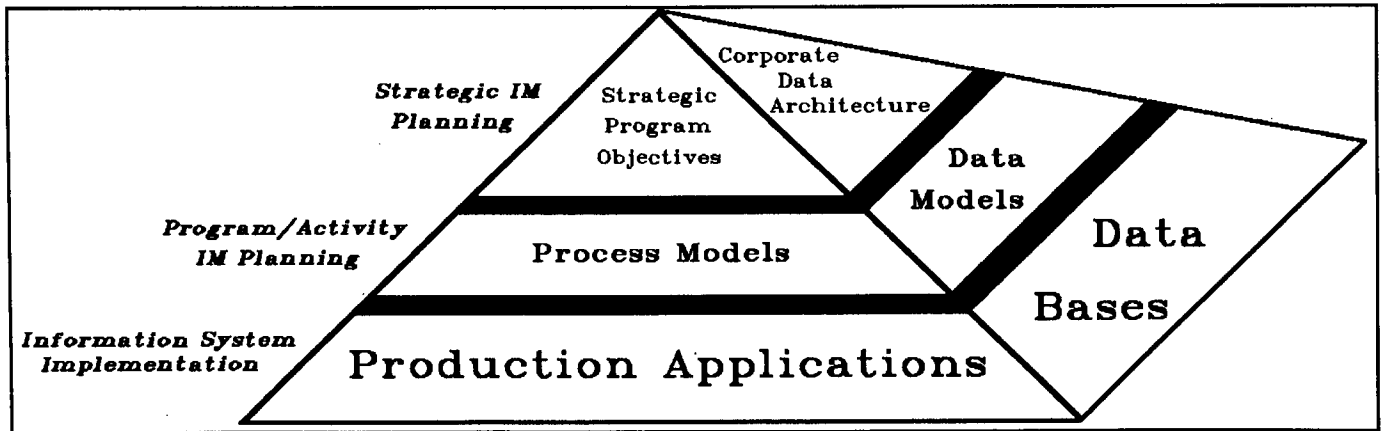 Strategic IM
Planning
Strategic
Program
Objectives
Corporate
Data
Architecture
Program/Activity
IM Planning
Process Models
Data
Models
Information System
Implementation
Production Applications
Data
Bases